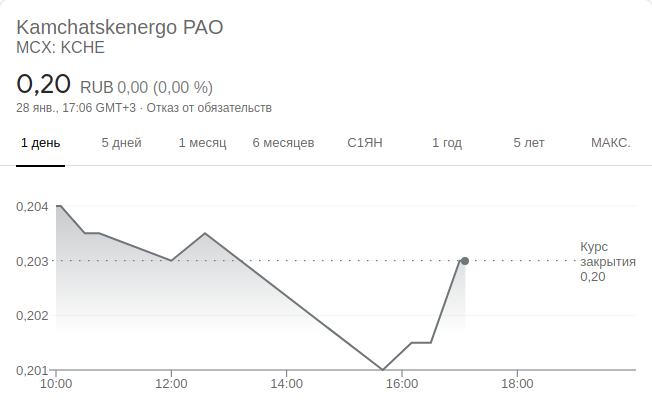 Kamchatskenergo PAO
MCX: KCHE
0,20 RUB 0,00 (0,00 %)
28 янв., 17:06 GMT+3 · Отказ от обязательств
1 день 5 дней 1 месяц 6 месяцев С1ЯН 1 год 5 лет МАКС.
0,204
0,203
0,202
0,201
Курс
закрытия
0,20
10:00 12:00 14:00 16:00 18:00